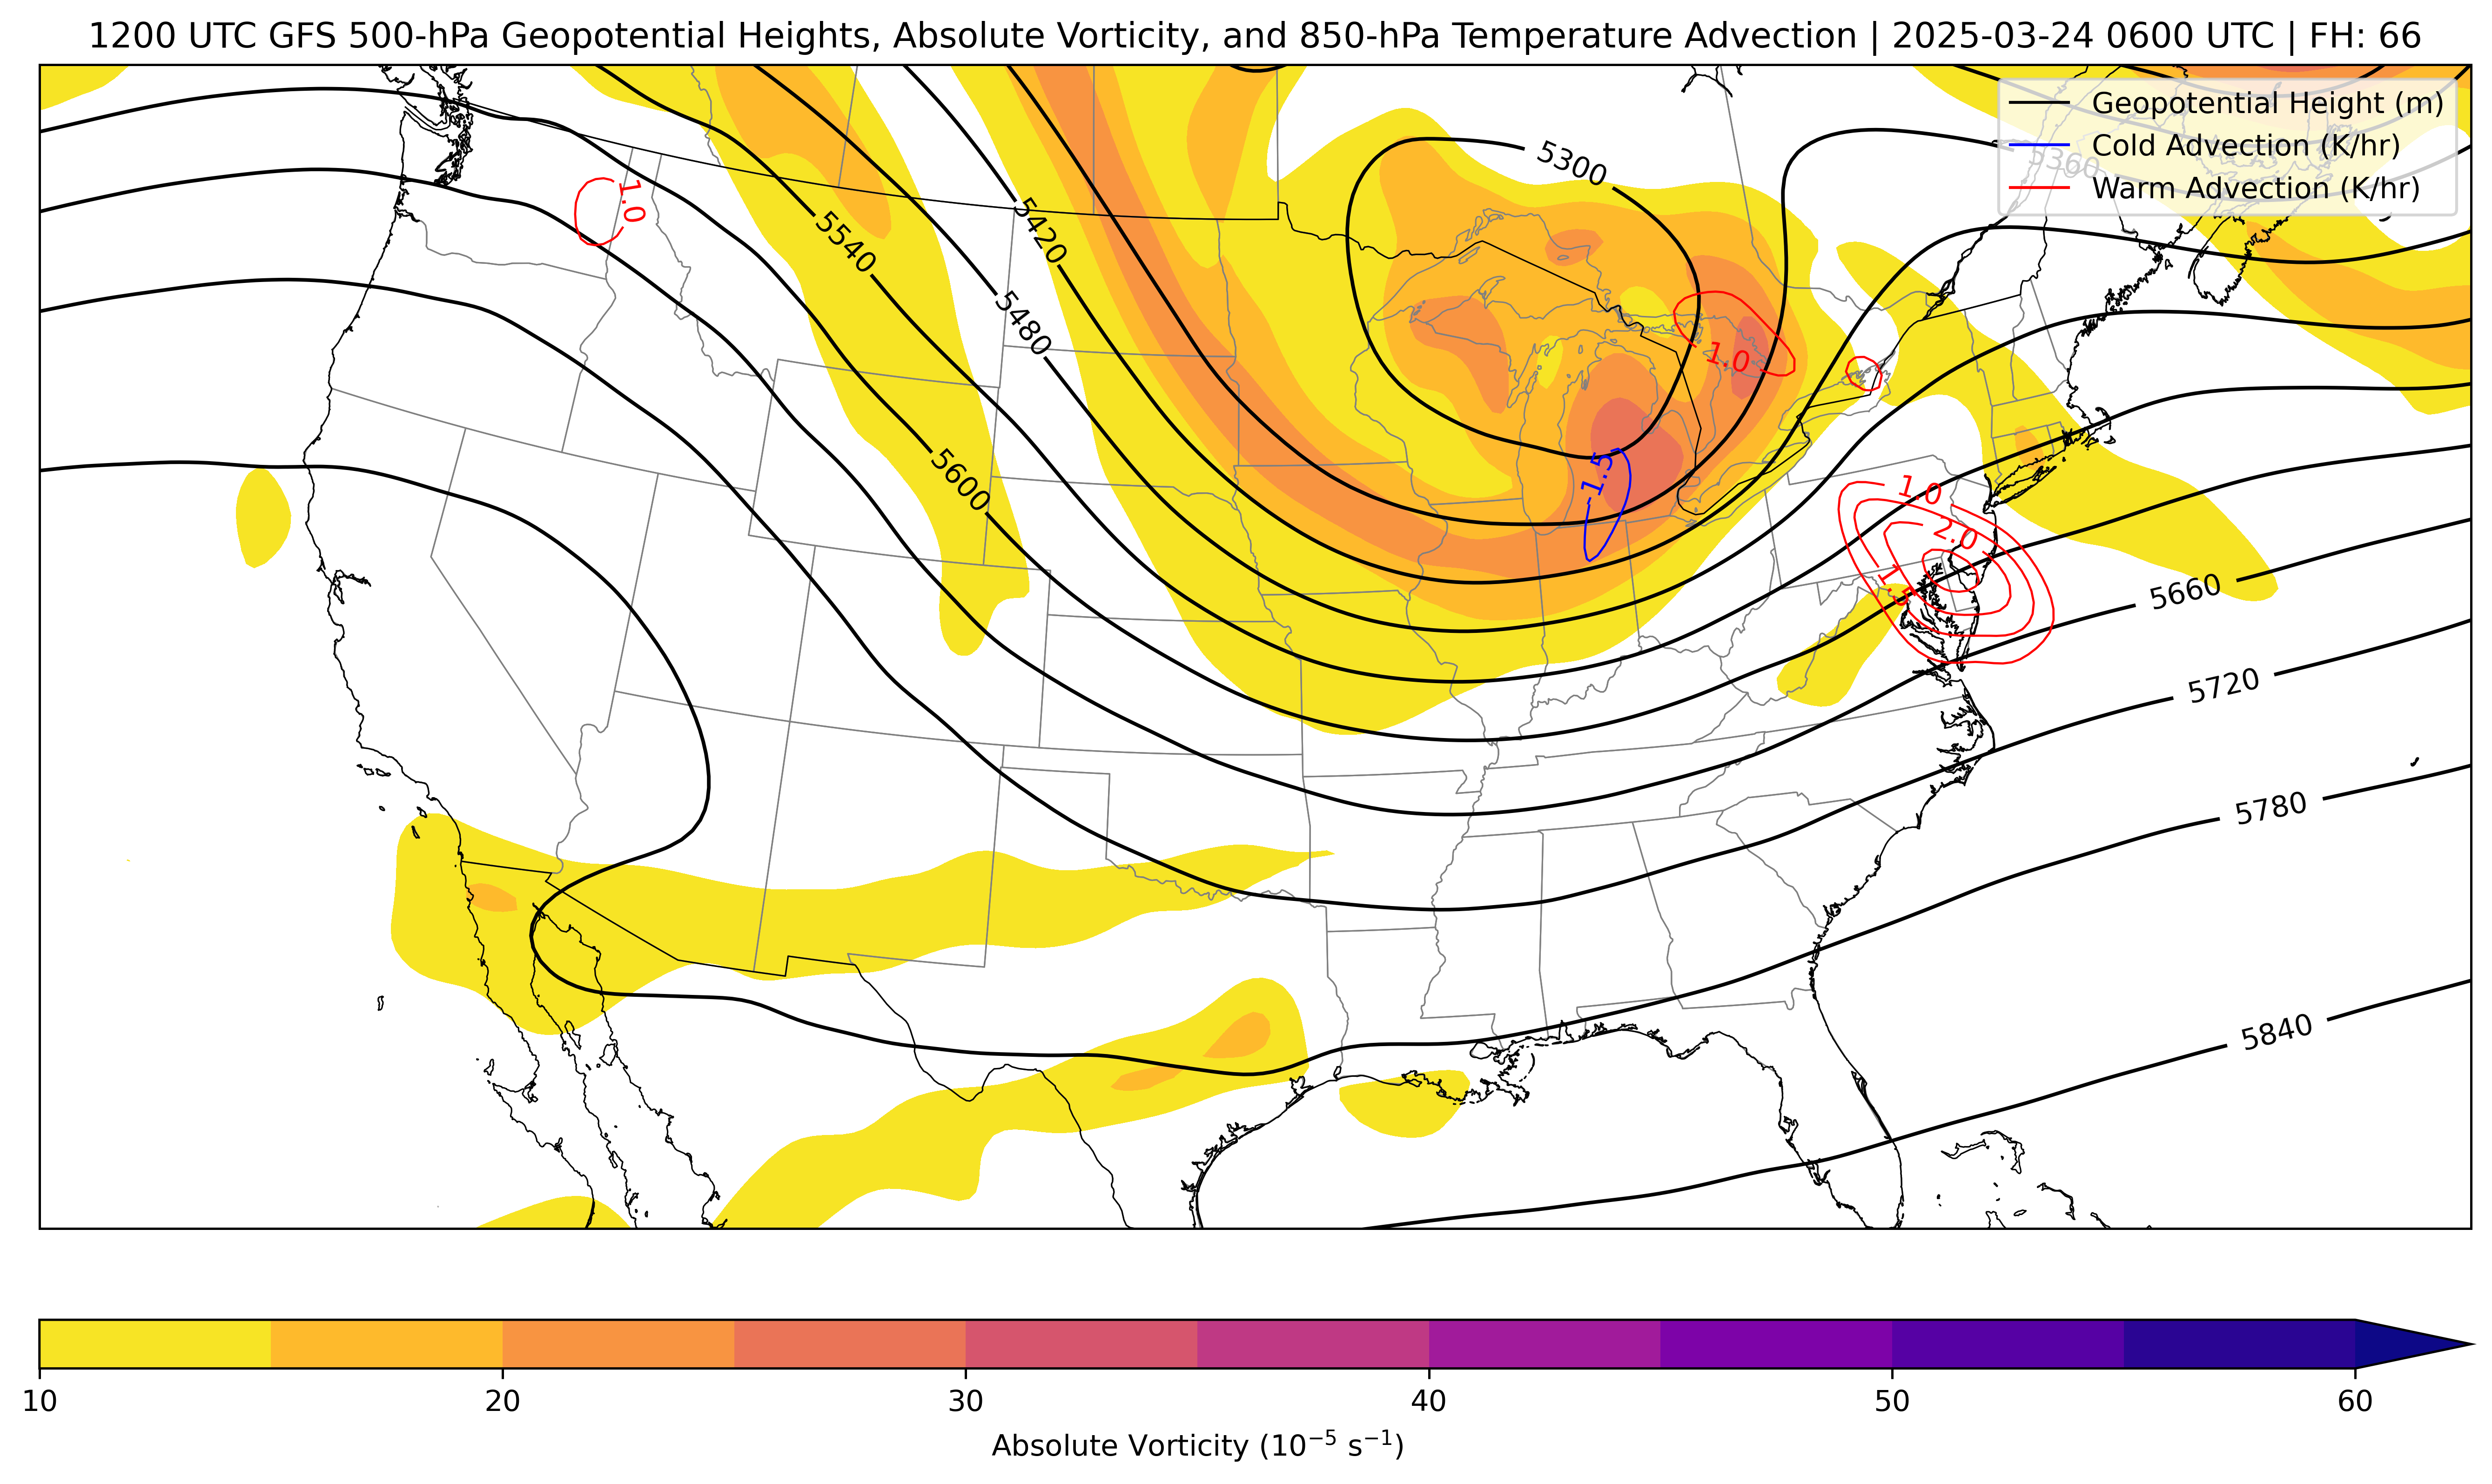 1200 UTC GFS 500-hPa Geopotential Heights, Absolute Vorticity, and 850-hPa Temperature Advection | 2025-03-24 0600 UTC | FH: 66
Geopotential Height (m)
Cold Advection (K/hr)
Warm Advection (K/hr)
5300
5360
1.0
5420
5540
5480
1.0
5600
-1.5
1.0
2.0
1.5
5660
5720
5780
5840
10 20 30 40 50 60
Absolute Vorticity (10⁻⁵ s⁻¹)